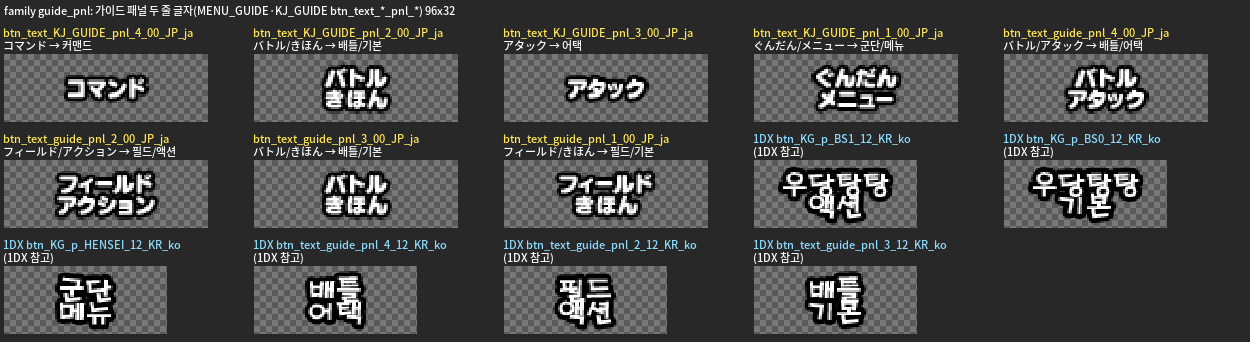 family guide_pnl: 가이드 패널 두 줄 글자(MENU_GUIDE·KJ_GUIDE btn_text_*_pnl_*) 96x32
btn_text_KJ_GUIDE_pnl_4_00_JP_ja
コマンド → 커맨드
コマンド
btn_text_KJ_GUIDE_pnl_2_00_JP_ja
バトル/きほん → 배틀/기본
バトル
きほん
btn_text_KJ_GUIDE_pnl_3_00_JP_ja
アタック → 어택
アタック
btn_text_KJ_GUIDE_pnl_1_00_JP_ja
ぐんだん/メニュー → 군단/메뉴
ぐんだん
メニュー
btn_text_guide_pnl_4_00_JP_ja
バトル/アタック → 배틀/어택
バトル
アタック
btn_text_guide_pnl_2_00_JP_ja
フィールド/アクション → 필드/액션
フィールド
アクション
btn_text_guide_pnl_3_00_JP_ja
バトル/きほん → 배틀/기본
バトル
きほん
btn_text_guide_pnl_1_00_JP_ja
フィールド/きほん → 필드/기본
フィールド
きほん
1DX btn_KG_p_BS1_12_KR_ko
(1DX 참고)
우당탕탕
액션
1DX btn_KG_p_BS0_12_KR_ko
(1DX 참고)
우당탕탕
기본
1DX btn_KG_p_HENSEI_12_KR_ko
(1DX 참고)
군단
메뉴
1DX btn_text_guide_pnl_4_12_KR_ko
(1DX 참고)
배틀
어택
1DX btn_text_guide_pnl_2_12_KR_ko
(1DX 참고)
필드
액션
1DX btn_text_guide_pnl_3_12_KR_ko
(1DX 참고)
배틀
기본